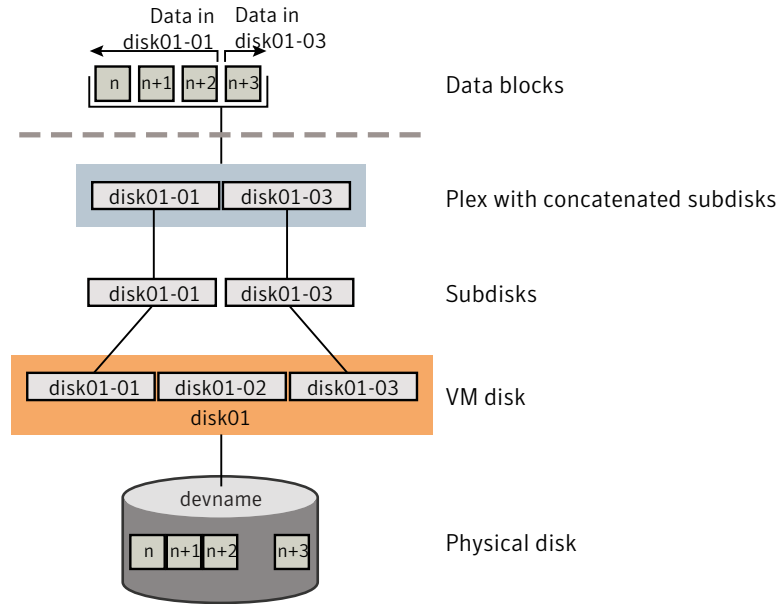 Data in
disk01-01
Data in
disk01-03
n n+1 n+2 n+3
Data blocks
disk01-01 disk01-03
Plex with concatenated subdisks
disk01-01 disk01-03
Subdisks
disk01-01 disk01-02 disk01-03
disk01
VM disk
devname
n n+1 n+2 n+3
Physical disk